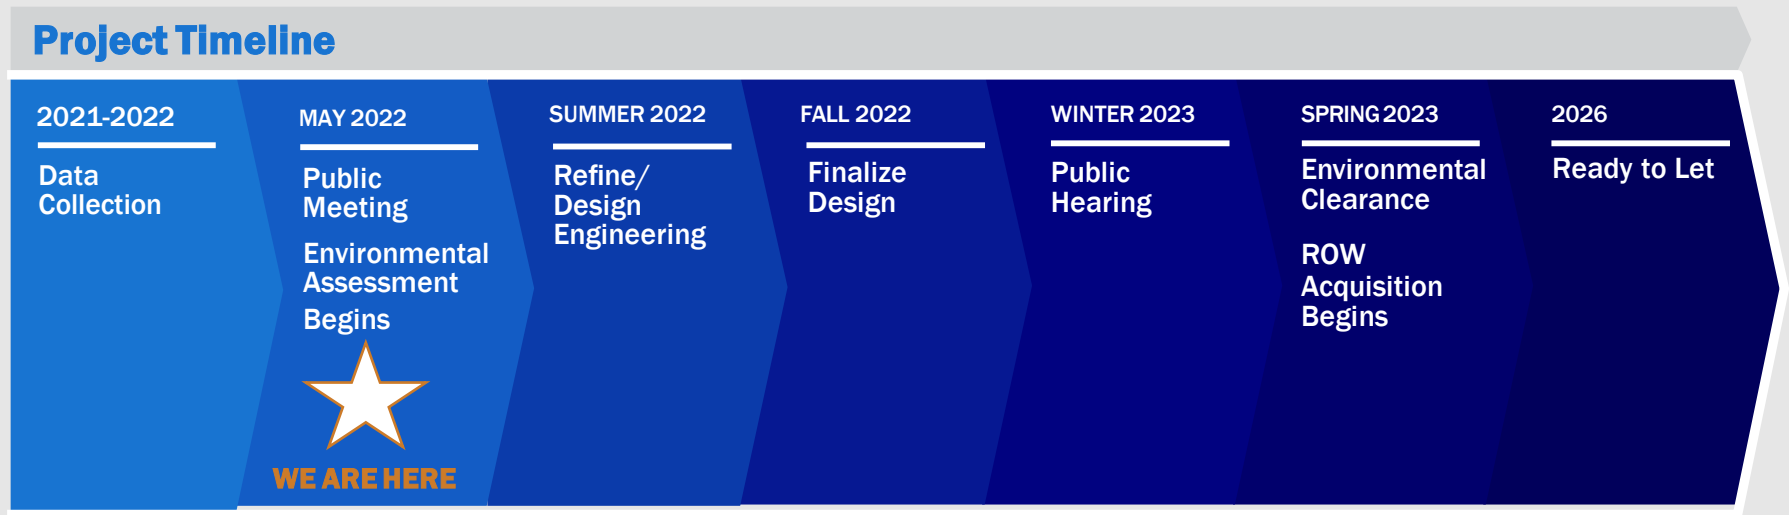 Project Timeline
2021-2022
Data
Collection
MAY 2022
Public
Meeting
Environmental
Assessment
Begins
WE ARE HERE
SUMMER 2022
Refine/
Design
Engineering
FALL 2022
Finalize
Design
WINTER 2023
Public
Hearing
SPRING 2023
Environmental
Clearance
ROW
Acquisition
Begins
2026
Ready to Let